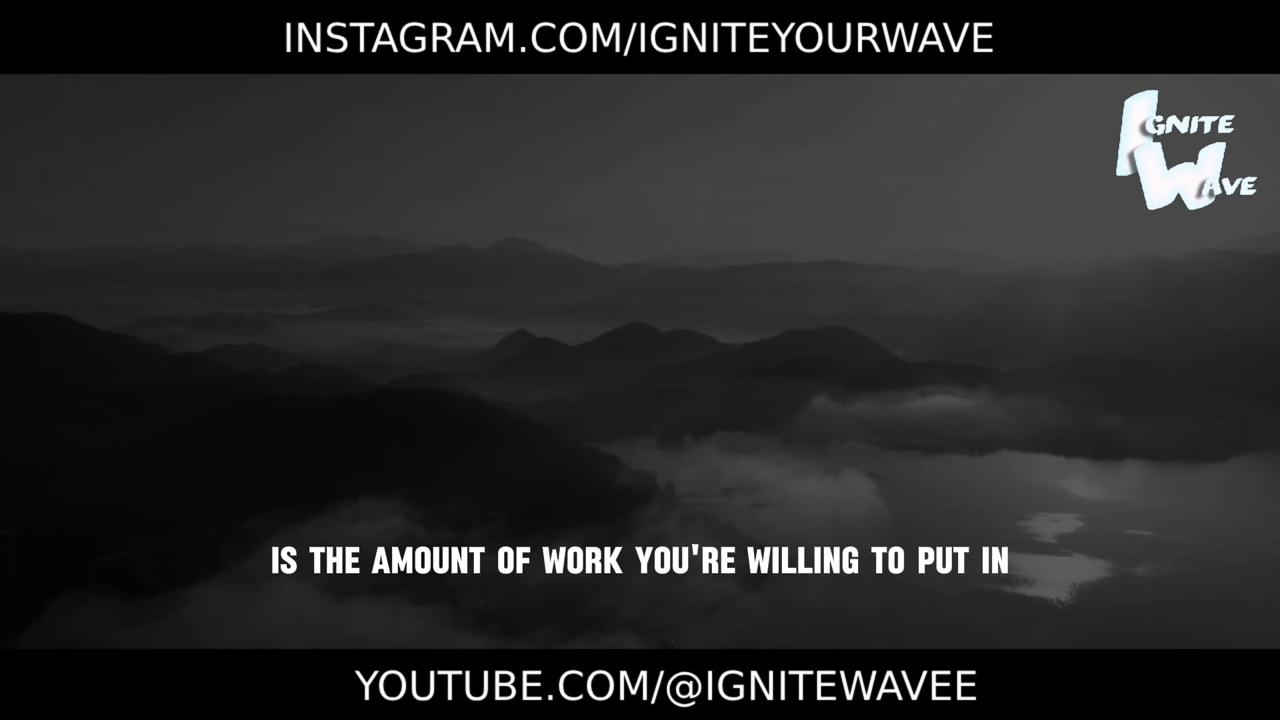 INSTAGRAM.COM/IGNITEYOURWAVE
IGNITE
WAVE
IS THE AMOUNT OF WORK YOU'RE WILLING TO PUT IN
YOUTUBE.COM/@IGNITEWAVEE